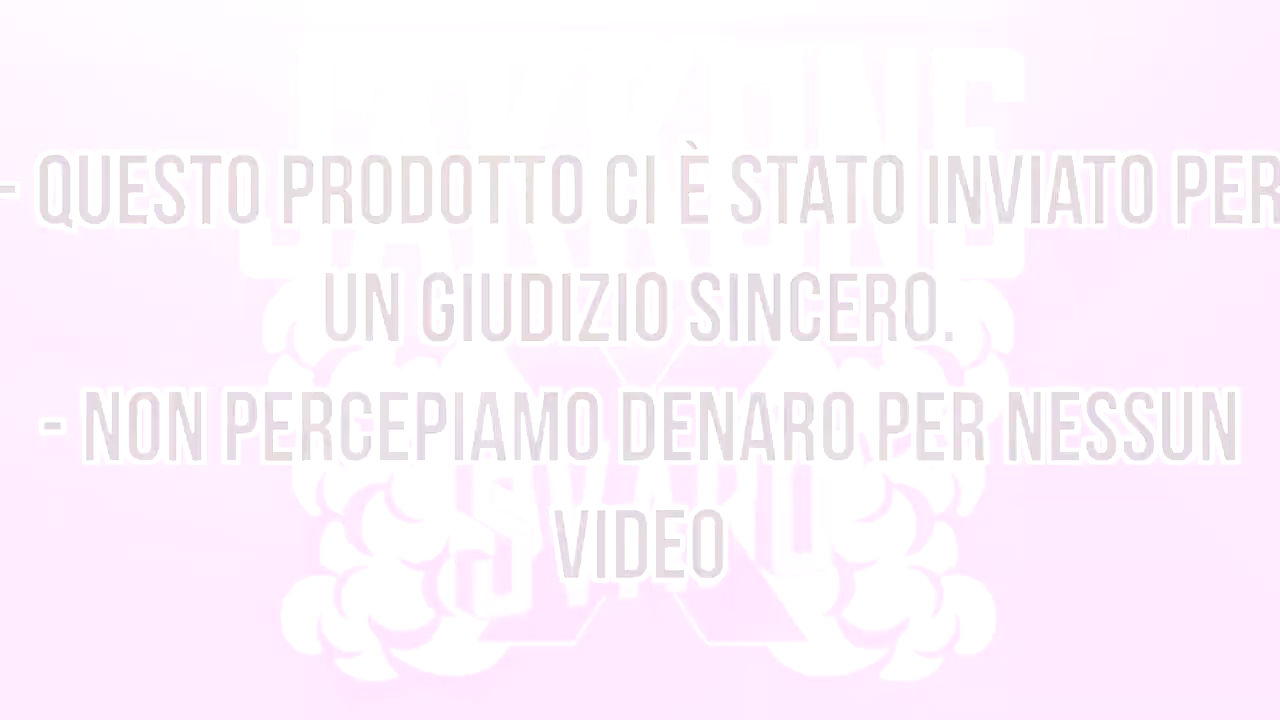 - QUESTO PRODOTTO CI È STATO INVIATO PER
UN GIUDIZIO SINCERO.
- NON PERCEPIAMO DENARO PER NESSUN
VIDEO